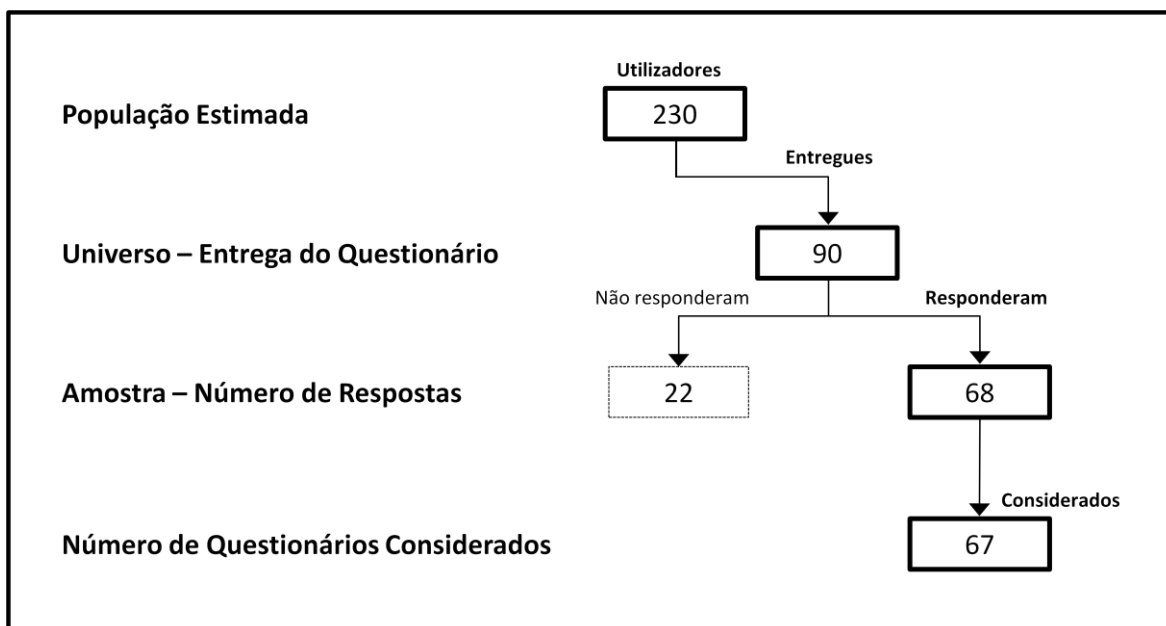 Utilizadores
População Estimada
230
Entregues
Universo – Entrega do Questionário
90
Não responderam
Responderam
Amostra – Número de Respostas
22
68
Considerados
Número de Questionários Considerados
67